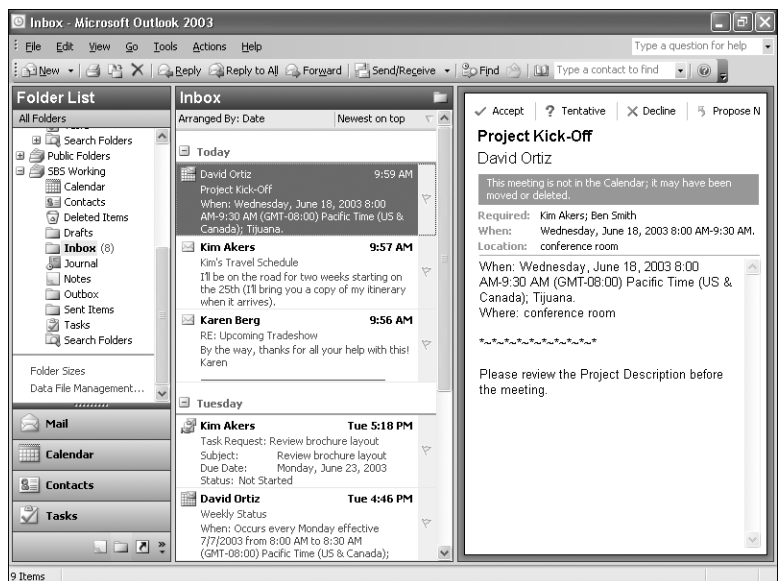 Inbox - Microsoft Outlook 2003
File Edit View Go Tools Actions Help
Type a question for help
New Reply Reply to All Forward Send/Receive Find Type a contact to find
Folder List
All Folders
Search Folders
Public Folders
SBS Working
Calendar
Contacts
Deleted Items
Drafts
Inbox (8)
Journal
Notes
Outbox
Sent Items
Tasks
Search Folders
Folder Sizes
Data File Management...
Mail
Calendar
Contacts
Tasks
Inbox
Arranged By: Date Newest on top
Today
David Ortiz 9:59 AM
Project Kick-Off
When: Wednesday, June 18, 2003 8:00
AM-9:30 AM (GMT-08:00) Pacific Time (US &
Canada); Tijuana.
Kim Akers 9:57 AM
Kim's Travel Schedule
I'll be on the road for two weeks starting on
the 25th (I'll bring you a copy of my itinerary
when it arrives).
Karen Berg 9:56 AM
RE: Upcoming Tradeshow
By the way, thanks for all your help with this!
Karen
Tuesday
Kim Akers Tue 5:18 PM
Task Request: Review brochure layout
Subject: Review brochure layout
Due Date: Monday, June 23, 2003
Status: Not Started
David Ortiz Tue 4:46 PM
Weekly Status
When: Occurs every Monday effective
7/7/2003 from 8:00 AM to 8:30 AM
(GMT-08:00) Pacific Time (US & Canada);
Accept ? Tentative Decline Propose N
Project Kick-Off
David Ortiz
This meeting is not in the Calendar; it may have been
moved or deleted.
Required: Kim Akers; Ben Smith
When: Wednesday, June 18, 2003 8:00 AM-9:30 AM.
Location: conference room
When: Wednesday, June 18, 2003 8:00
AM-9:30 AM (GMT-08:00) Pacific Time (US &
Canada); Tijuana.
Where: conference room
*~*~*~*~*~*~*~*~*~*
Please review the Project Description before
the meeting.
9 Items